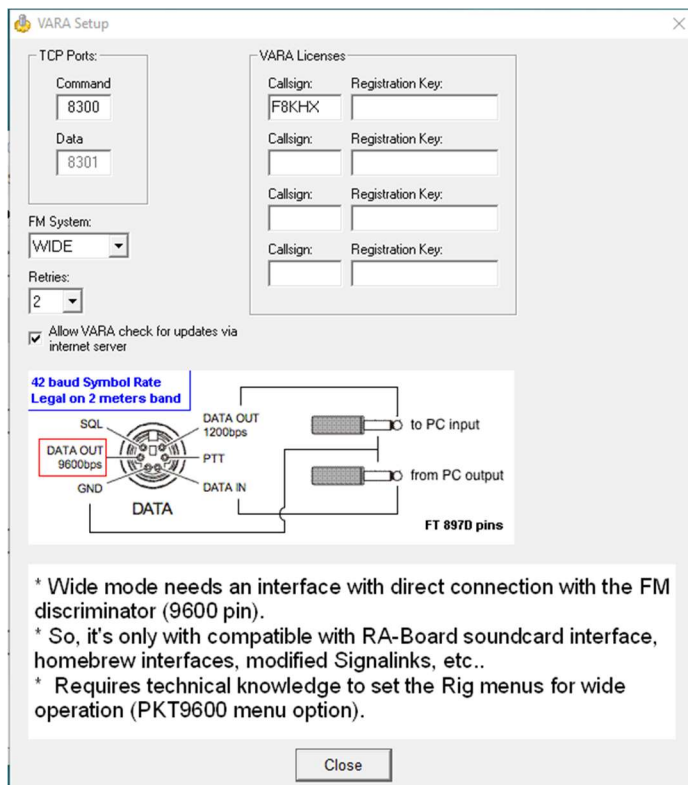 VARA Setup
TCP Ports:
Command
8300
Data
8301
FM System:
WIDE
Retries:
2
Allow VARA check for updates via
internet server
VARA Licenses
Callsign:
Registration Key:
F8KHX
Callsign:
Registration Key:
Callsign:
Registration Key:
Callsign:
Registration Key:
42 baud Symbol Rate
Legal on 2 meters band
SQL
DATA OUT
9600bps
GND
DATA OUT
1200bps
PTT
DATA IN
DATA
to PC input
from PC output
FT 897D pins
* Wide mode needs an interface with direct connection with the FM
discriminator (9600 pin).
* So, it's only with compatible with RA-Board soundcard interface,
homebrew interfaces, modified Signalinks, etc..
* Requires technical knowledge to set the Rig menus for wide
operation (PKT9600 menu option).
Close